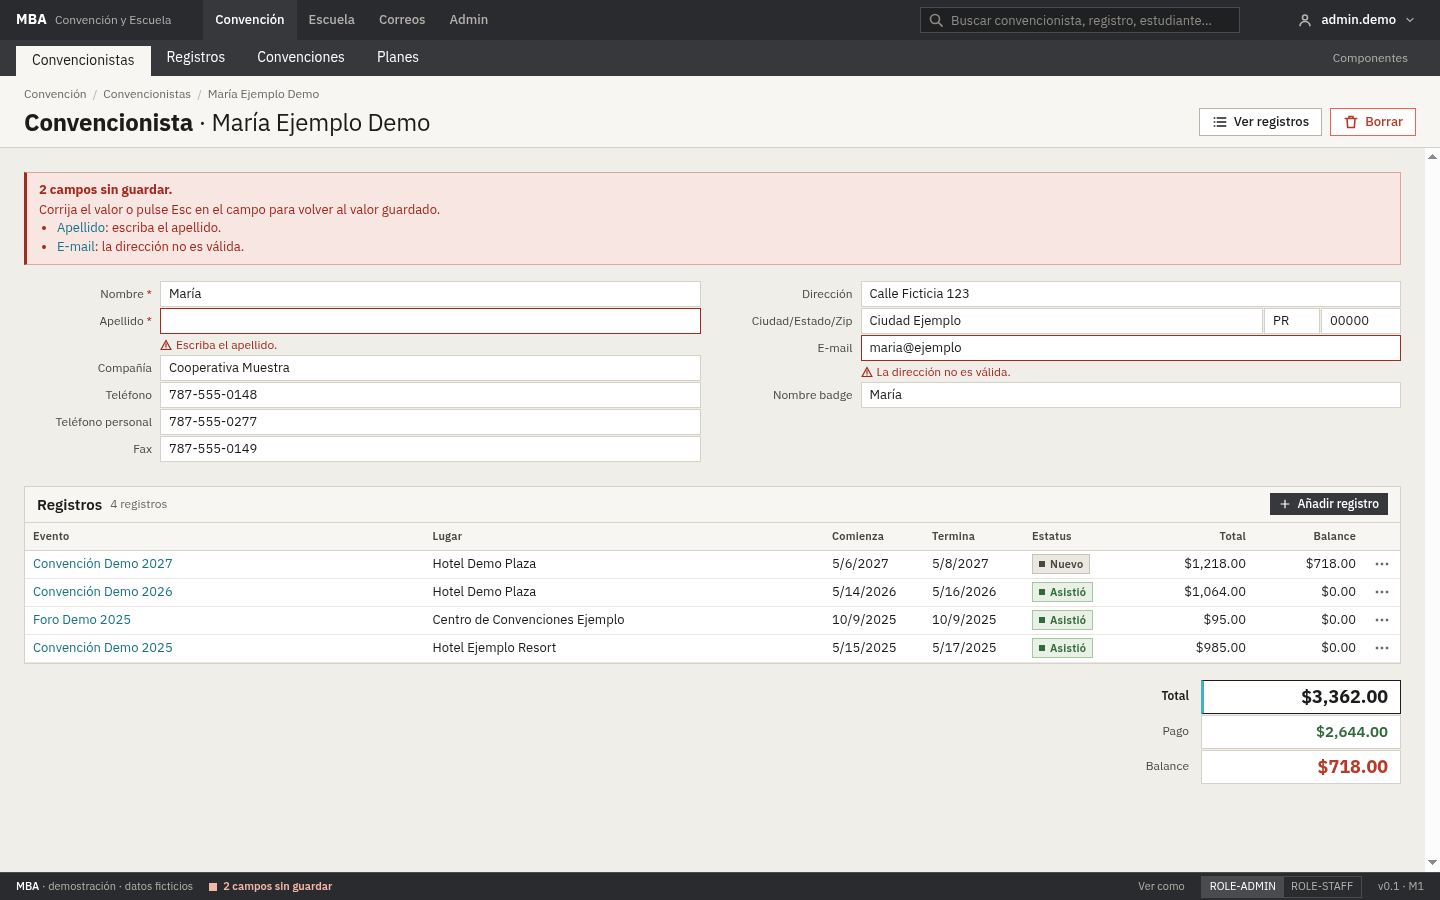 MBA Convención y Escuela Convención Escuela Correos Admin Buscar convencionista, registro, estudiante... admin.demo
Convencionistas Registros Convenciones Planes Componentes
Convención / Convencionistas / María Ejemplo Demo
Convencionista · María Ejemplo Demo Ver registros Borrar
2 campos sin guardar.
Corrija el valor o pulse Esc en el campo para volver al valor guardado.
• Apellido: escriba el apellido.
• E-mail: la dirección no es válida.
Nombre * María
Apellido *
Escriba el apellido.
Compañía Cooperativa Muestra
Teléfono 787-555-0148
Teléfono personal 787-555-0277
Fax 787-555-0149
Dirección Calle Ficticia 123
Ciudad/Estado/Zip Ciudad Ejemplo PR 00000
E-mail maria@ejemplo
La dirección no es válida.
Nombre badge María
Registros 4 registros + Añadir registro
Evento Lugar Comienza Termina Estatus Total Balance
Convención Demo 2027 Hotel Demo Plaza 5/6/2027 5/8/2027 Nuevo $1,218.00 $718.00 ···
Convención Demo 2026 Hotel Demo Plaza 5/14/2026 5/16/2026 Asistió $1,064.00 $0.00 ···
Foro Demo 2025 Centro de Convenciones Ejemplo 10/9/2025 10/9/2025 Asistió $95.00 $0.00 ···
Convención Demo 2025 Hotel Ejemplo Resort 5/15/2025 5/17/2025 Asistió $985.00 $0.00 ···
Total $3,362.00
Pago $2,644.00
Balance $718.00
MBA · demostración · datos ficticios 2 campos sin guardar Ver como ROLE-ADMIN ROLE-STAFF v0.1 · M1